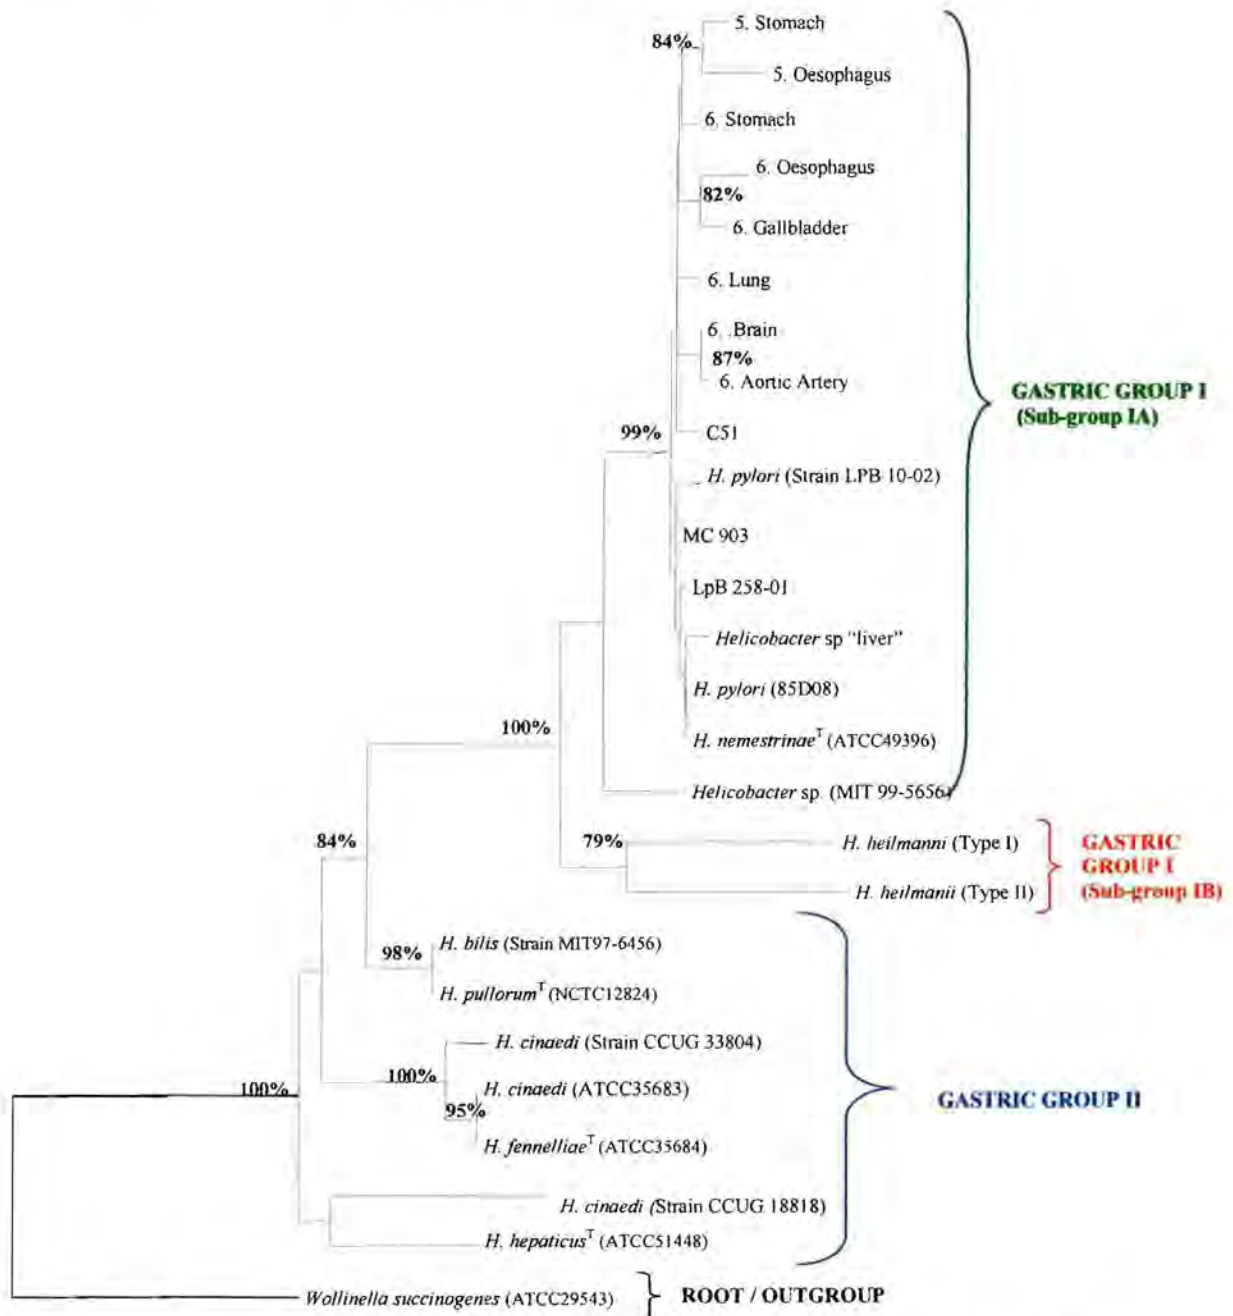 84%
5. Stomach
5. Oesophagus
6. Stomach
6. Oesophagus
82%
6. Gallbladder
6. Lung
6. .Brain
87%
6. Aortic Artery
99%
C51
GASTRIC GROUP I
(Sub-group IA)
H. pylori (Strain LPB 10-02)
MC 903
LpB 258-01
Helicobacter sp "liver"
H. pylori (85D08)
100%
H. nemestrinaeᵀ (ATCC49396)
Helicobacter sp. (MIT 99-5656)
84%
79%
H. heilmanni (Type I)
H. heilmanii (Type II)
GASTRIC
GROUP I
(Sub-group IB)
98%
H. bilis (Strain MIT97-6456)
H. pullorumᵀ (NCTC12824)
H. cinaedi (Strain CCUG 33804)
100%
100%
H. cinaedi (ATCC35683)
95%
GASTRIC GROUP II
H. fennelliaeᵀ (ATCC35684)
H. cinaedi (Strain CCUG 18818)
H. hepaticusᵀ (ATCC51448)
Wollinella succinogenes (ATCC29543)
ROOT / OUTGROUP